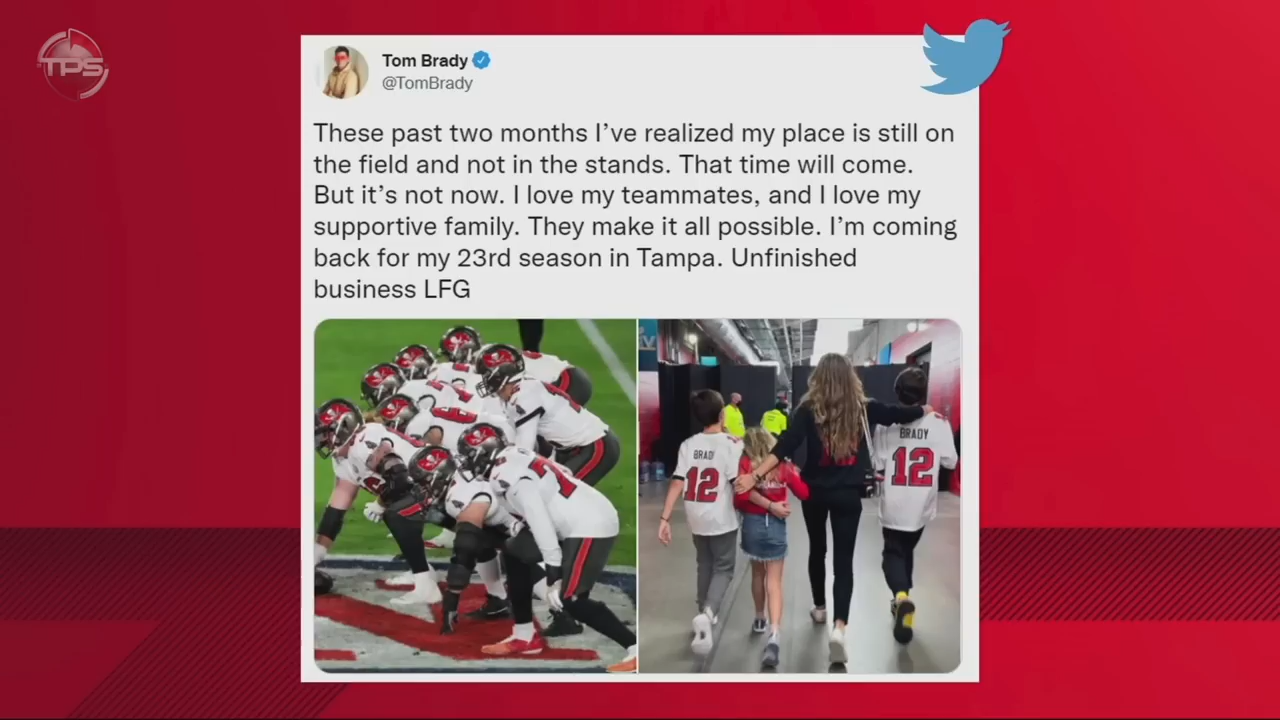 TPS
Tom Brady
@TomBrady
These past two months I’ve realized my place is still on
the field and not in the stands. That time will come.
But it’s not now. I love my teammates, and I love my
supportive family. They make it all possible. I’m coming
back for my 23rd season in Tampa. Unfinished
business LFG
BRADY
12
BRADY
12